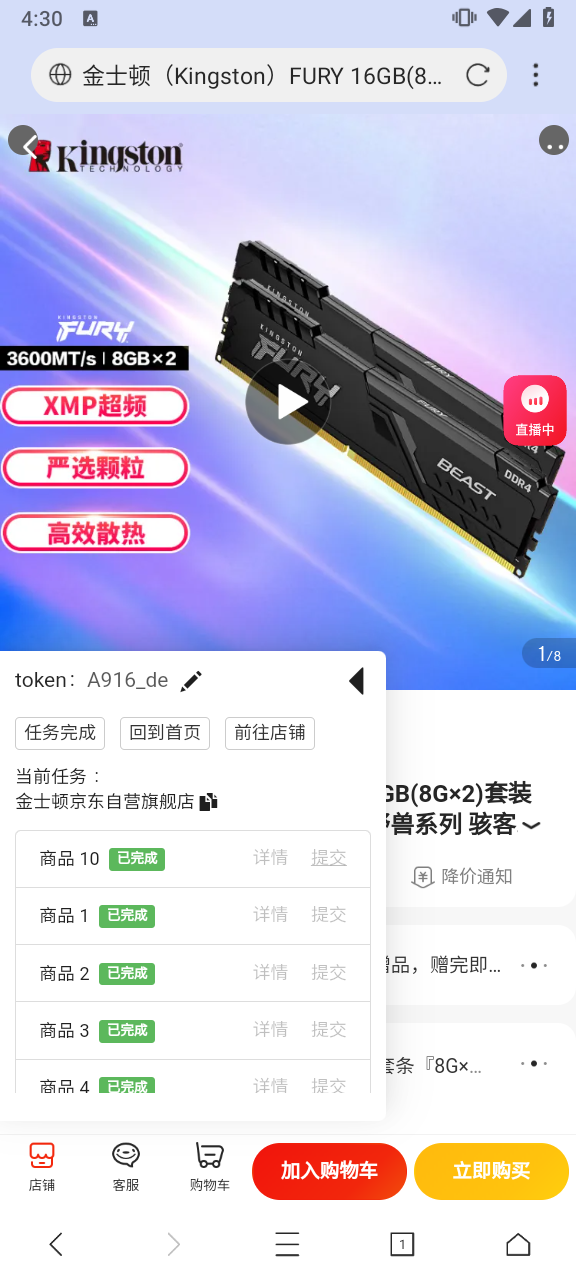 4:30
A
金士顿（Kingston）FURY 16GB(8...
Kingston
TECHNOLOGY
KINGSTON
FURY
3600MT/s | 8GB×2
XMP超频
严选颗粒
高效散热
KINGSTON
KINGSTON
FURY
FURY
FURY
BEAST
DDR4
直播中
1/8
token： A916_de
任务完成
回到首页
前往店铺
当前任务：
金士顿京东自营旗舰店
商品 10 已完成 详情 提交
商品 1 已完成 详情 提交
商品 2 已完成 详情 提交
商品 3 已完成 详情 提交
商品 4 已完成 详情 提交
GB(8G×2)套装
兽系列 骇客
降价通知
赠品，赠完即...
套条『8G×...
店铺
客服
购物车
加入购物车
立即购买
1